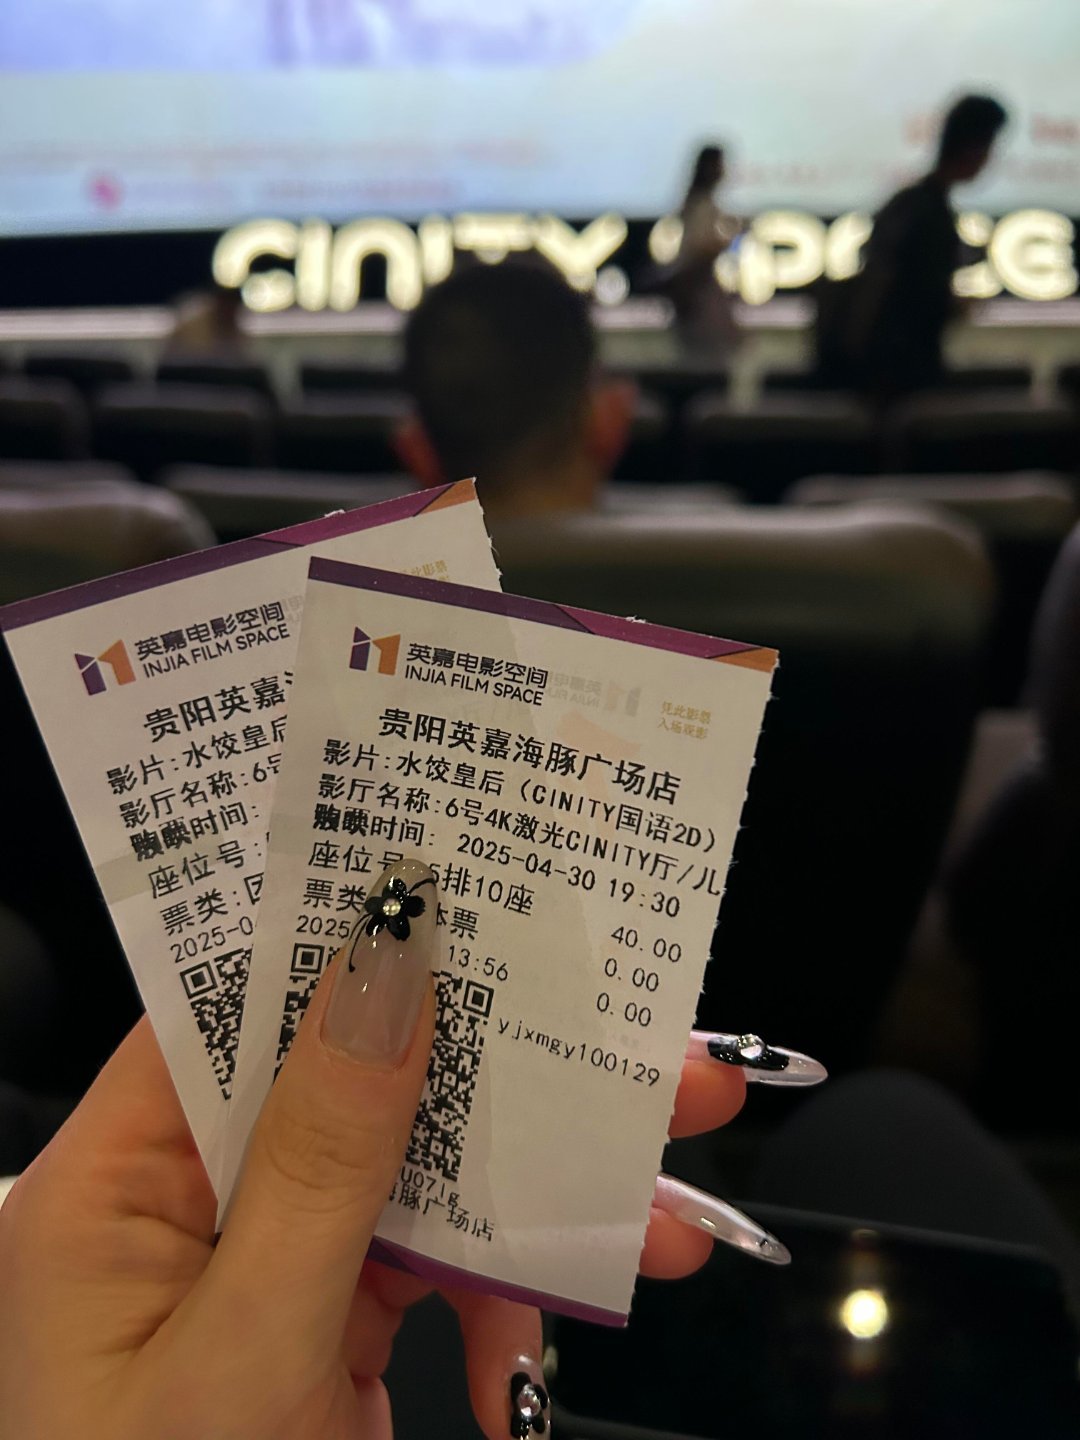 CINITY SPACE
英嘉电影空间
INJIA FILM SPACE
贵阳英嘉
影片:水饺皇后
影厅名称:6号
时间:
座位号:
票类:团
2025-0
英嘉电影空间
INJIA FILM SPACE
凭此影票
入场观影
贵阳英嘉海豚广场店
影片:水饺皇后 (CINITY国语2D)
影厅名称:6号4K激光CINITY厅/儿
时间: 2025-04-30 19:30
座位号 5排10座
票类 体票
40.00
0.00
0.00
2025 13:56
yjxmgy100129
海豚广场店